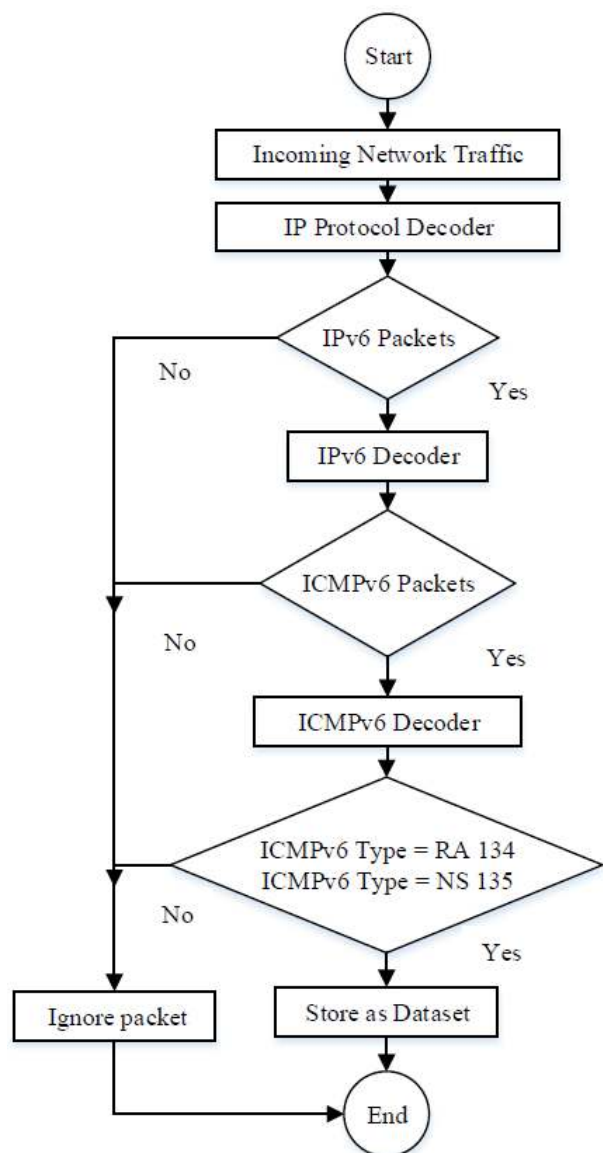 Start
Incoming Network Traffic
IP Protocol Decoder
IPv6 Packets
No
Yes
IPv6 Decoder
ICMPv6 Packets
No
Yes
ICMPv6 Decoder
ICMPv6 Type = RA 134
ICMPv6 Type = NS 135
No
Yes
Ignore packet
Store as Dataset
End